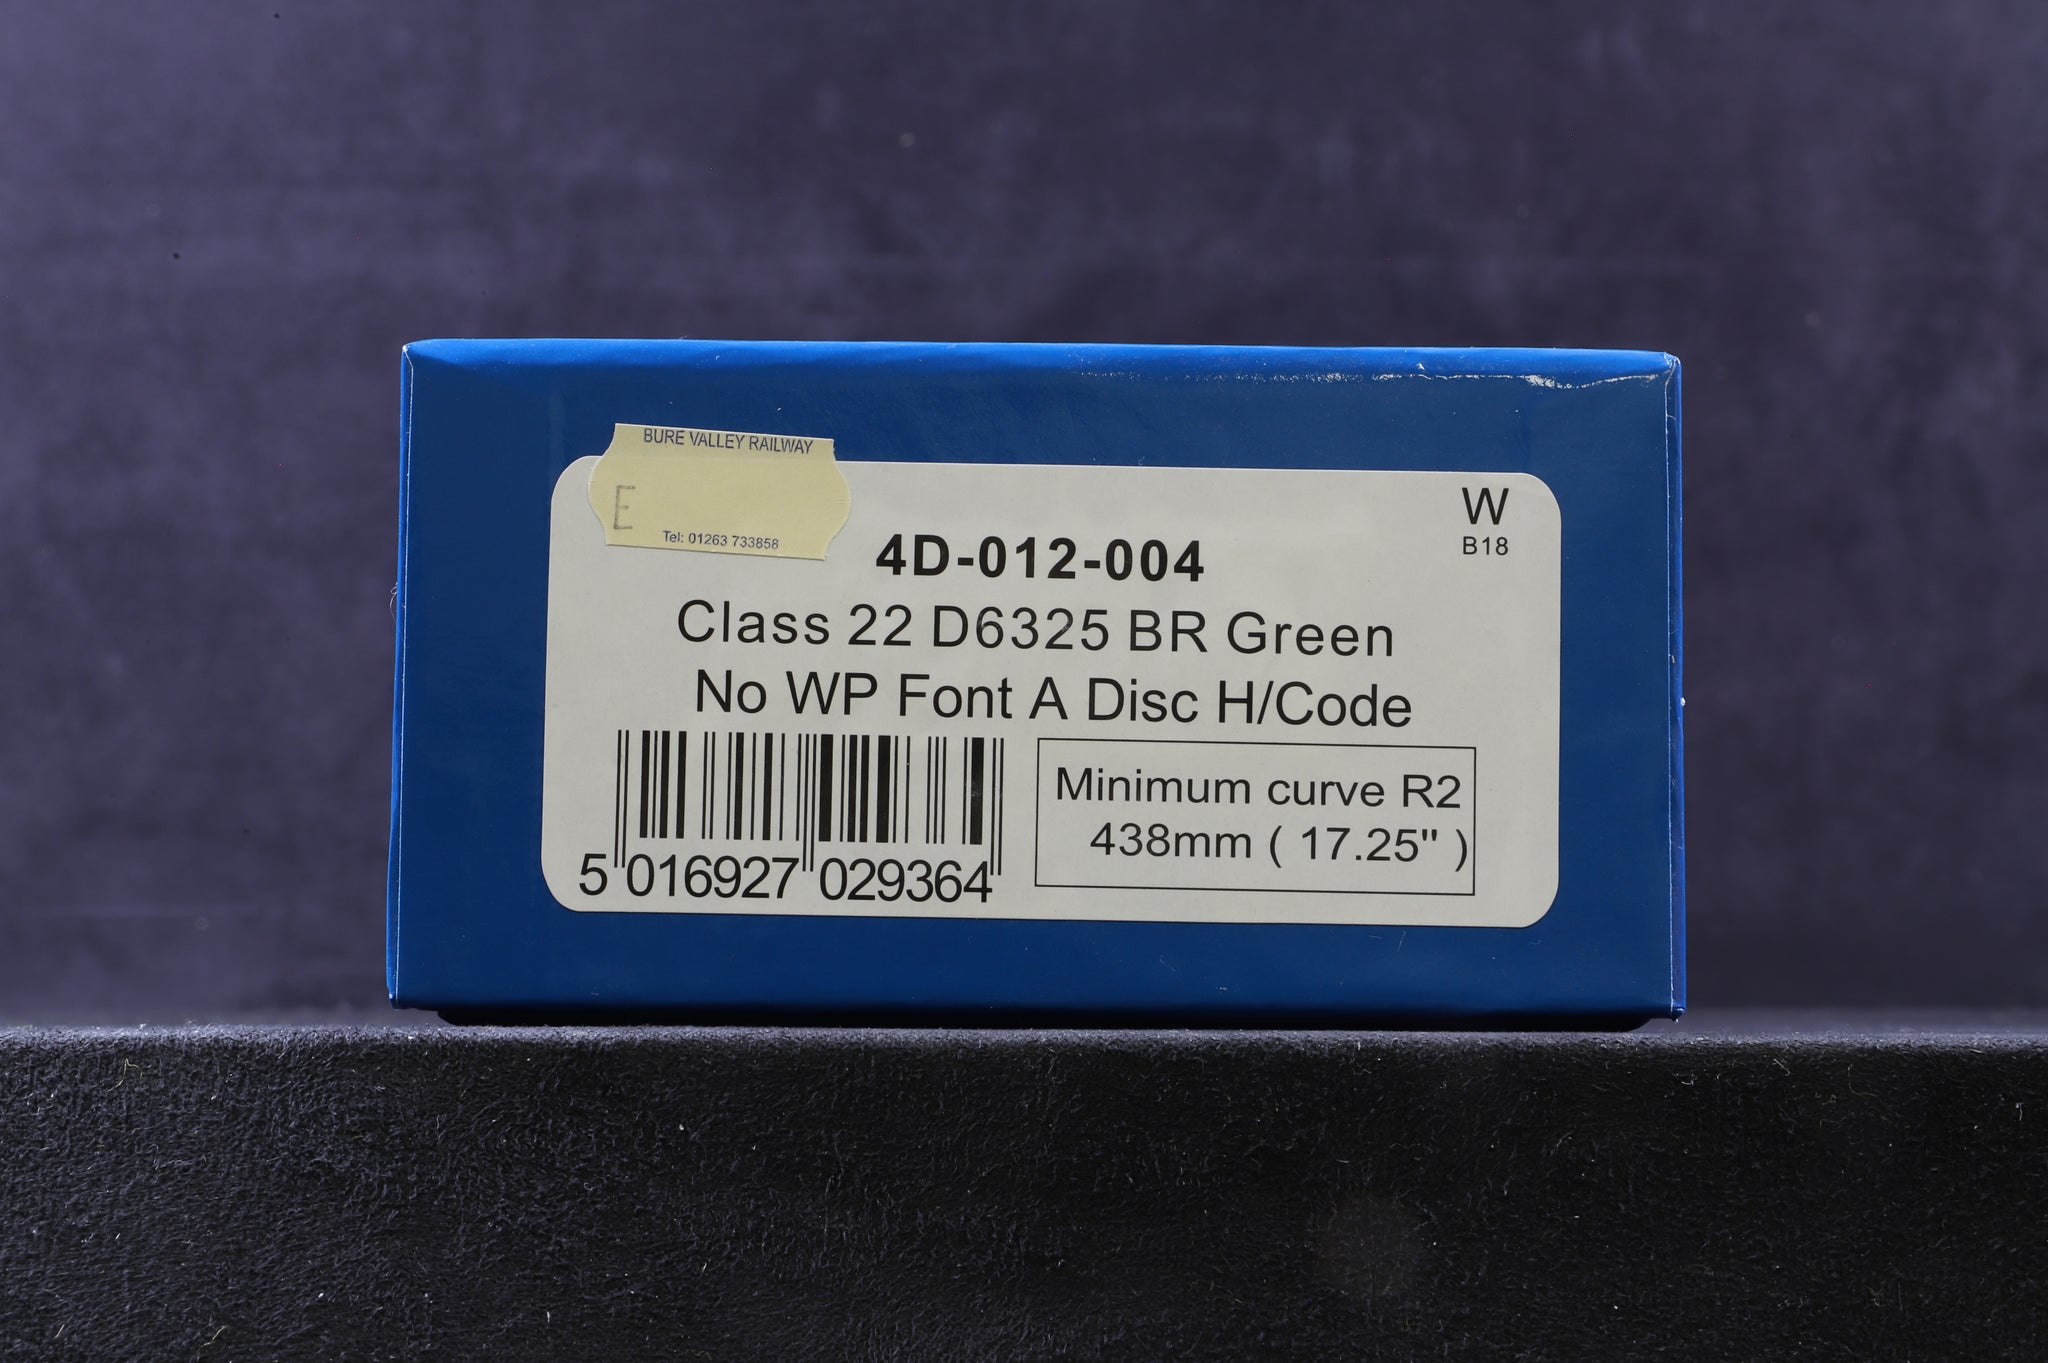 BURE VALLEY RAILWAY
E
Tel: 01263 733858
W
B18
4D-012-004
Class 22 D6325 BR Green
No WP Font A Disc H/Code
5 016927 029364
Minimum curve R2
438mm ( 17.25" )